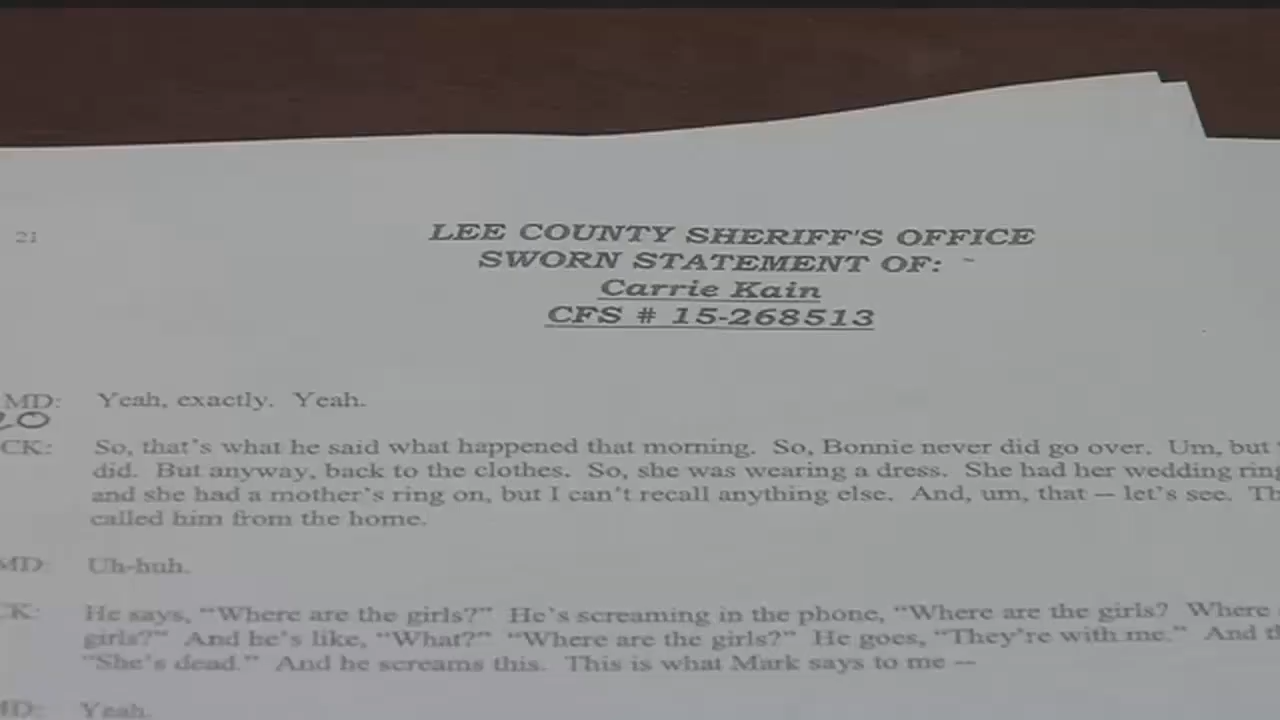 21
LEE COUNTY SHERIFF'S OFFICE
SWORN STATEMENT OF:
Carrie Kain
CFS # 15-268513
MD: Yeah, exactly. Yeah.
20
CK: So, that's what he said what happened that morning. So, Bonnie never did go over. Um, but
did. But anyway, back to the clothes. So, she was wearing a dress. She had her wedding ring
and she had a mother's ring on, but I can't recall anything else. And, um, that -- let's see.
called him from the home.
MD: Uh-huh.
CK: He says, "Where are the girls?" He's screaming in the phone, "Where are the girls? Where
girls?" And he's like, "What?" "Where are the girls?" He goes, "They're with me." And
"She's dead." And he screams this. This is what Mark says to me --
MD: Yeah.